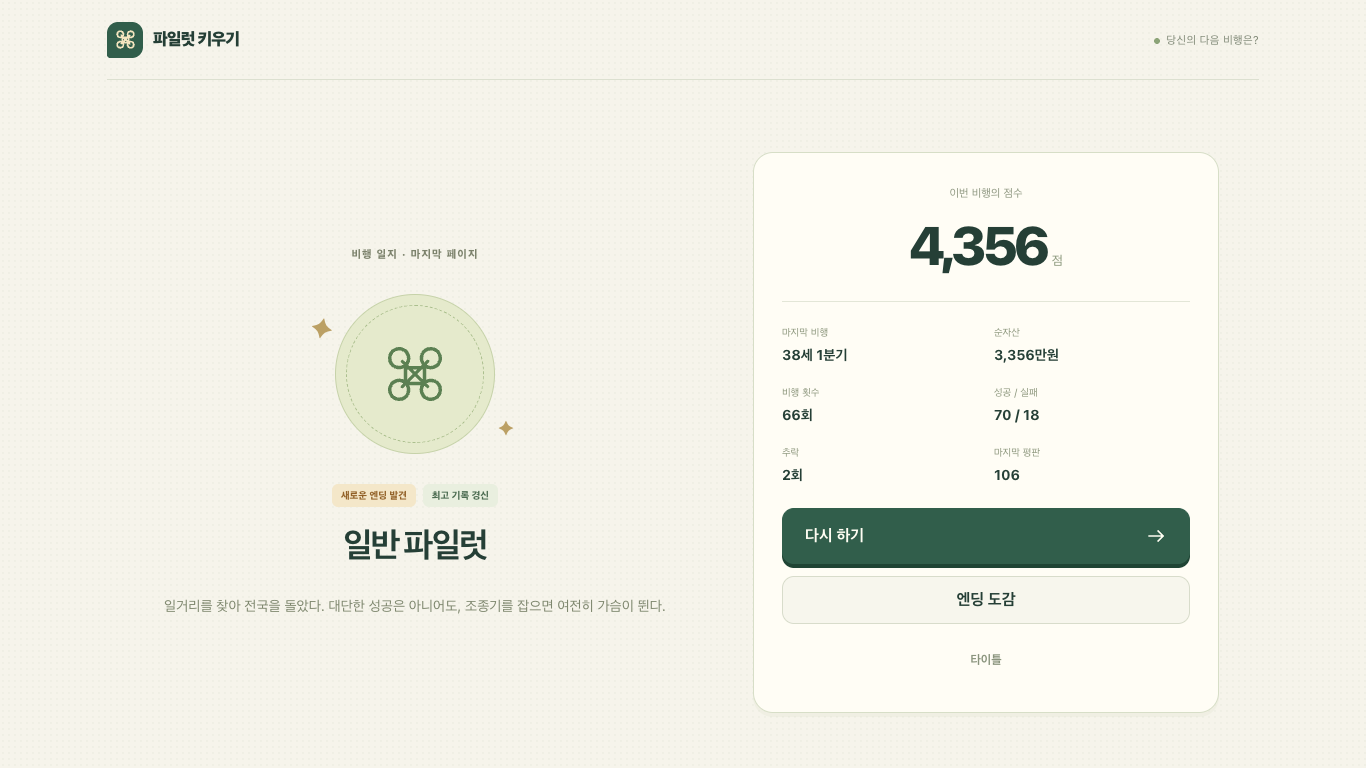 파일럿 키우기
당신의 다음 비행은?
비행 일지 · 마지막 페이지
새로운 엔딩 발견
최고 기록 경신
일반 파일럿
일거리를 찾아 전국을 돌았다. 대단한 성공은 아니어도, 조종기를 잡으면 여전히 가슴이 뛴다.
이번 비행의 점수
4,356점
마지막 비행
38세 1분기
순자산
3,356만원
비행 횟수
66회
성공 / 실패
70 / 18
추락
2회
마지막 평판
106
다시 하기
엔딩 도감
타이틀